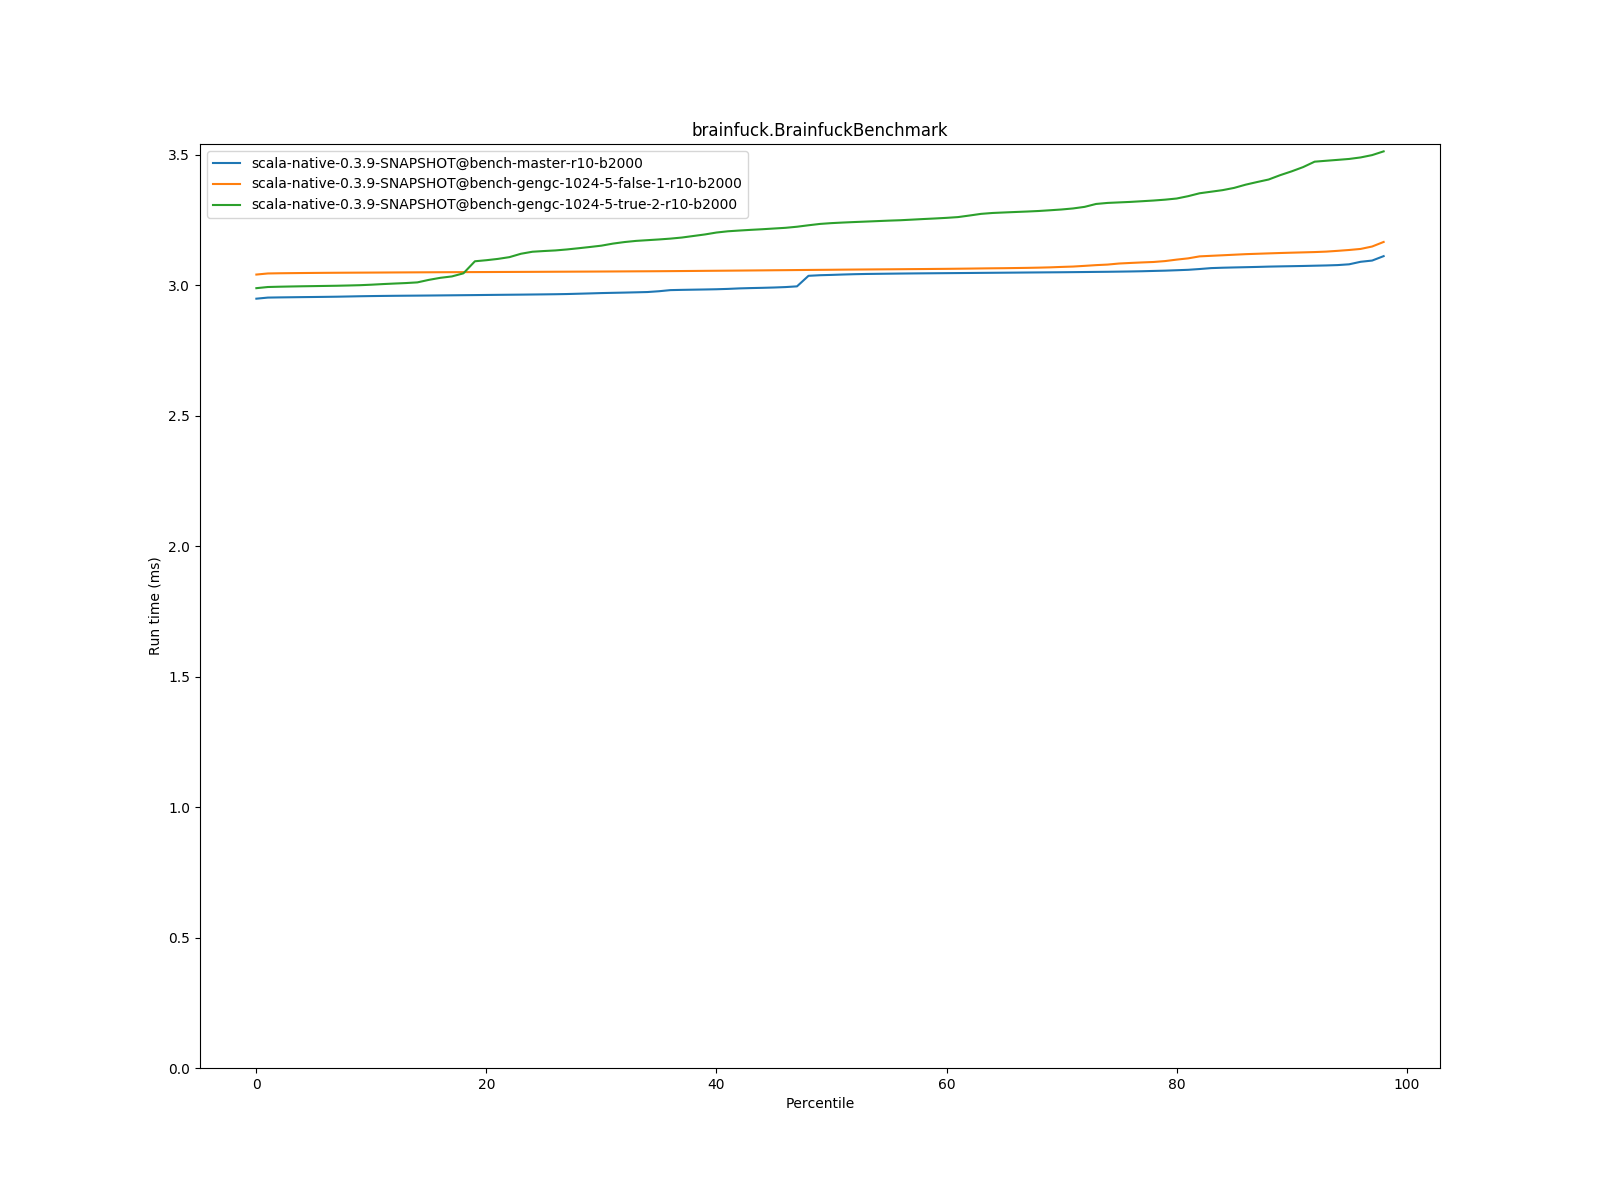 brainfuck.BrainfuckBenchmark
scala-native-0.3.9-SNAPSHOT@bench-master-r10-b2000
scala-native-0.3.9-SNAPSHOT@bench-gengc-1024-5-false-1-r10-b2000
scala-native-0.3.9-SNAPSHOT@bench-gengc-1024-5-true-2-r10-b2000
3.5
3.0
2.5
2.0
1.5
1.0
0.5
0.0
Run time (ms)
0 20 40 60 80 100
Percentile